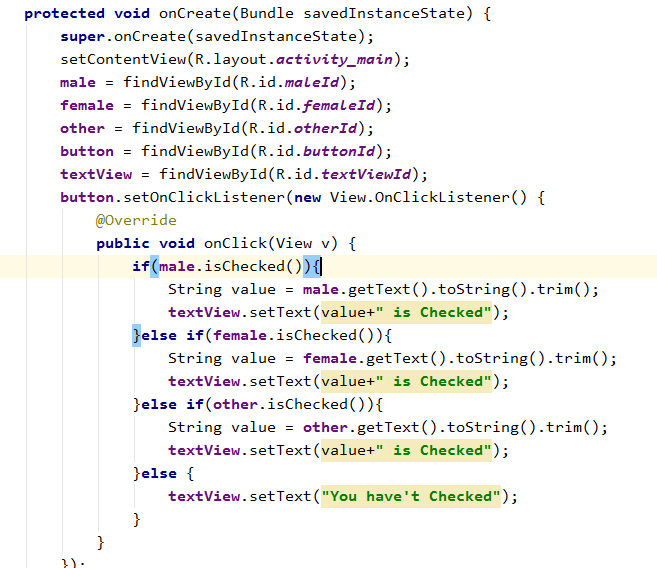 protected void onCreate(Bundle savedInstanceState) {
super.onCreate(savedInstanceState);
setContentView(R.layout.activity_main);
male = findViewById(R.id.maleId);
female = findViewById(R.id.femaleId);
other = findViewById(R.id.otherId);
button = findViewById(R.id.buttonId);
textView = findViewById(R.id.textViewId);
button.setOnClickListener(new View.OnClickListener() {
@Override
public void onClick(View v) {
if(male.isChecked()){
String value = male.getText().toString().trim();
textView.setText(value+" is Checked");
}else if(female.isChecked()){
String value = female.getText().toString().trim();
textView.setText(value+" is Checked");
}else if(other.isChecked()){
String value = other.getText().toString().trim();
textView.setText(value+" is Checked");
}else {
textView.setText("You have't Checked");
}
}
});